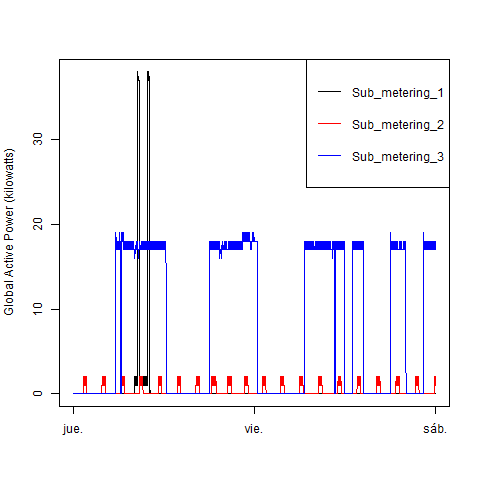 Sub_metering_1
Sub_metering_2
Sub_metering_3
Global Active Power (kilowatts)
30
20
10
0
jue.
vie.
sáb.